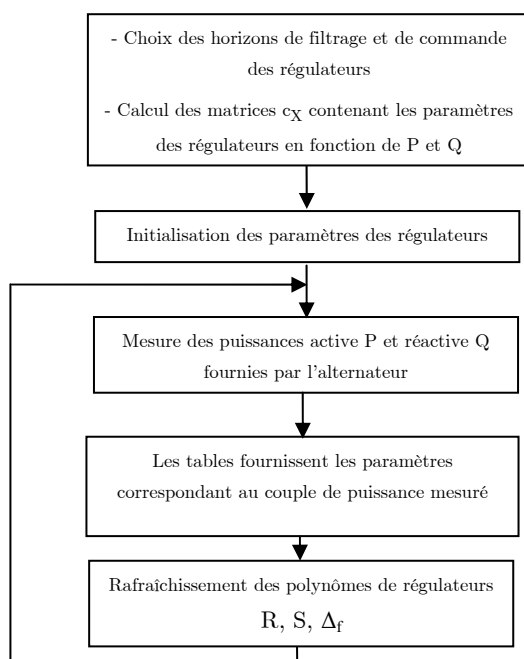 - Choix des horizons de filtrage et de commande
des régulateurs
- Calcul des matrices c_X contenant les paramètres
des régulateurs en fonction de P et Q
Initialisation des paramètres des régulateurs
Mesure des puissances active P et réactive Q
fournies par l'alternateur
Les tables fournissent les paramètres
correspondant au couple de puissance mesuré
Rafraîchissement des polynômes de régulateurs
R, S, Δ_f